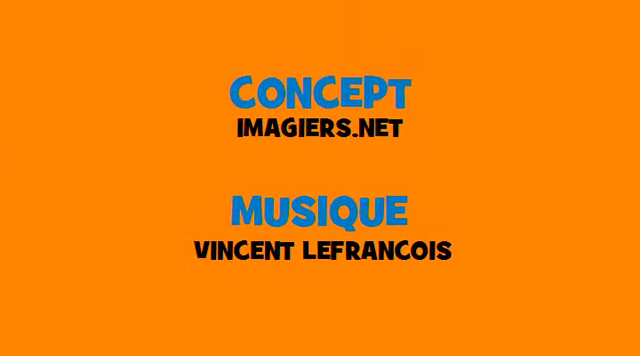 CONCEPT
IMAGIERS.NET
MUSIQUE
VINCENT LEFRANCOIS